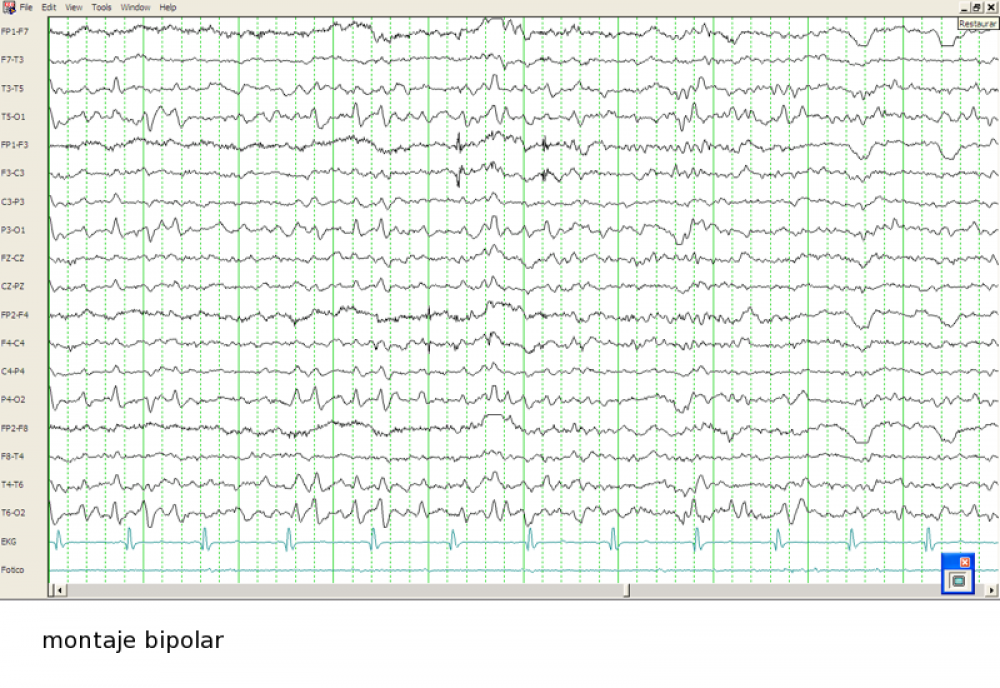 File Edit View Tools Window Help
Restaurar
FP1-F7
F7-T3
T3-T5
T5-O1
FP1-F3
F3-C3
C3-P3
P3-O1
FZ-CZ
CZ-PZ
FP2-F4
F4-C4
C4-P4
P4-O2
FP2-F8
F8-T4
T4-T6
T6-O2
EKG
Fotico
montaje bipolar